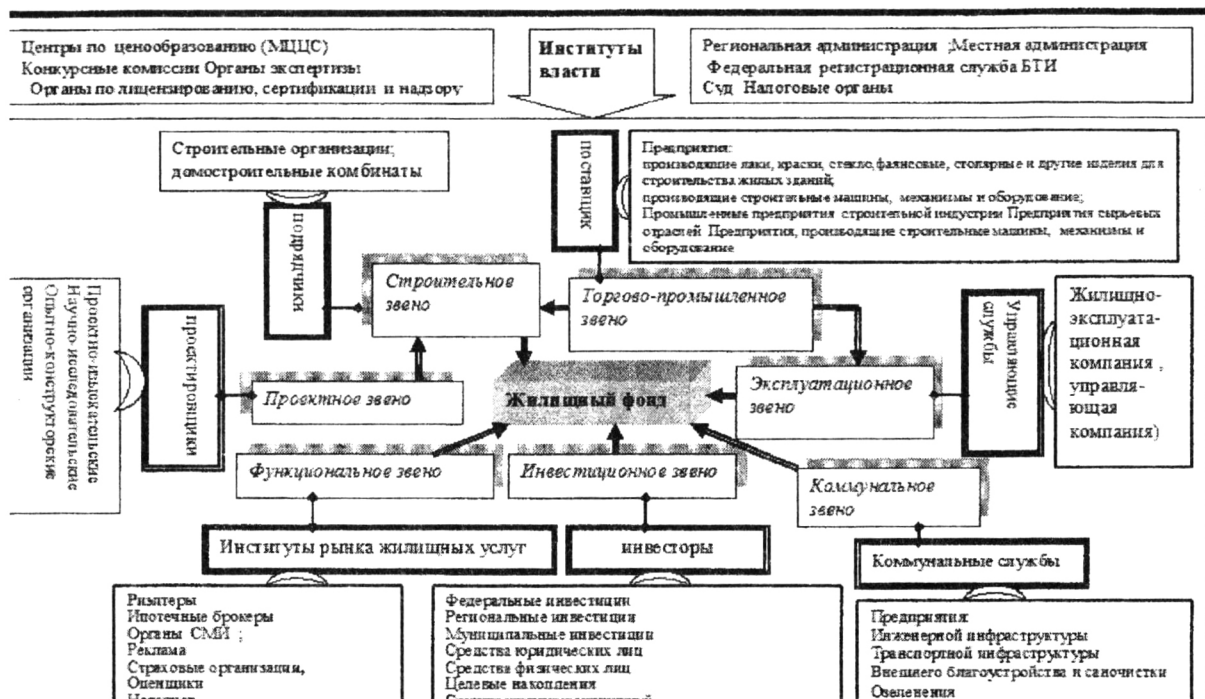 Центры по ценообразованию (МЦЦС)
Конкурсные комиссии Органы экспертизы
Органы по лицензированию, сертификации и надзору
Институты
власти
Региональная администрация ;Местная администрация
Федеральная регистрационная служба БТИ
Суд Налоговые органы
Строительные организации;
домостроительные комбинаты
поставщик
Предприятия:
производящие лаки, краски, стекло, фаянсовые, столярные и другие изделия для
строительства жилых зданий;
производящие строительные машины, механизмы и оборудование;
Промышленные предприятия строительной индустрии Предприятия сырьевых
отраслей Предприятия, производящие строительные машины, механизмы и
оборудование
подрядчики
Строительное
звено
Торгово-промышленное
звено
Управляющие
службы
Жилищно-
эксплуата-
ционная
компания ,
управля-
ющая
компания)
Проектно-изыскательские
Научно-исследовательские
Опытно-конструкторские
организации
проектировщики
Проектное звено
Жилищный фонд
Эксплуатационное
звено
Функциональное звено
Инвестиционное звено
Коммунальное
звено
Институты рынка жилищных услуг
инвесторы
Коммунальные службы
Риэлтеры
Ипотечные брокеры
Органы СМИ ;
Реклама
Страховые организации,
Оценщики
Федеральные инвестиции
Региональные инвестиции
Муниципальные инвестиции
Средства юридических лиц
Средства физических лиц
Целевые накопления
Предприятия
Инженерной инфраструктуры
Транспортной инфраструктуры
Внешнего благоустройства и саночистки
Озеленения